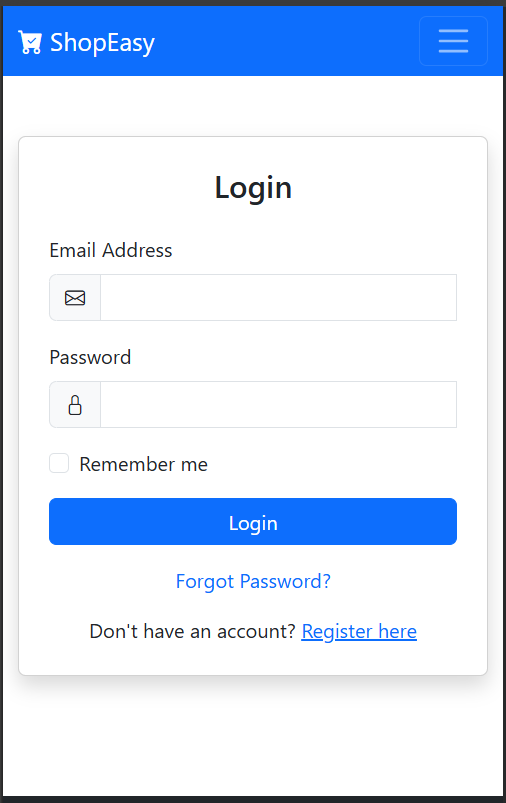 ShopEasy
Login
Email Address
Password
Remember me
Login
Forgot Password?
Don't have an account? Register here